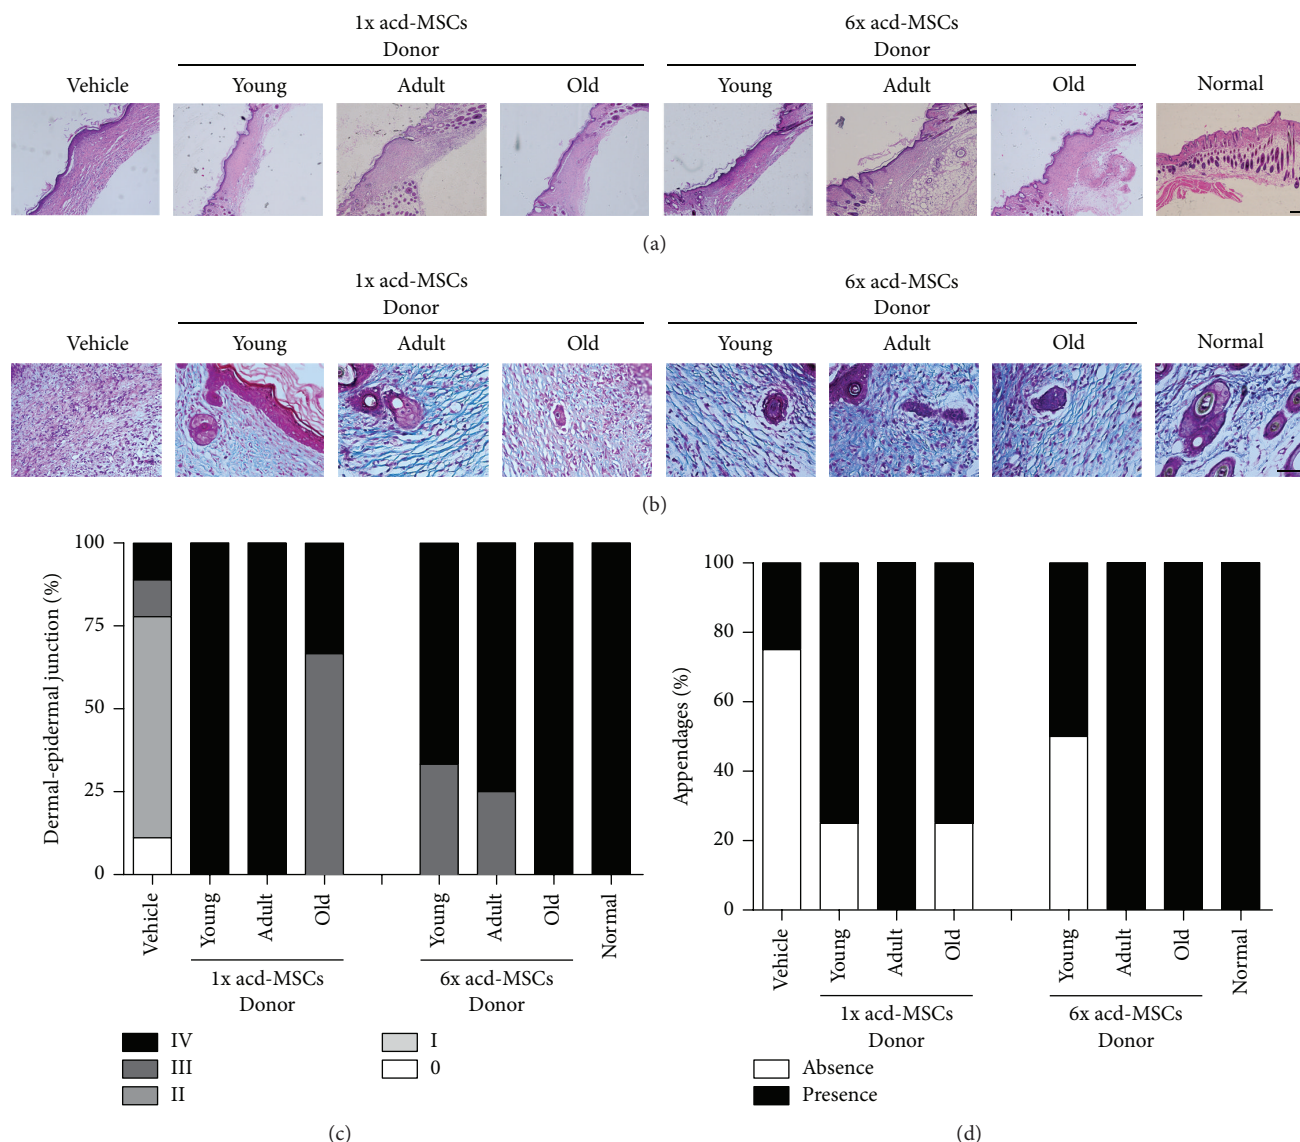 1x acd-MSCs
Donor
6x acd-MSCs
Donor
Vehicle Young Adult Old Young Adult Old Normal
(a)
1x acd-MSCs
Donor
6x acd-MSCs
Donor
Vehicle Young Adult Old Young Adult Old Normal
(b)
Dermal-epidermal junction (%)
100
75
50
25
0
Vehicle
Young
Adult
Old
Young
Adult
Old
Normal
1x acd-MSCs
Donor
6x acd-MSCs
Donor
IV
III
II
I
0
(c)
Appendages (%)
100
80
60
40
20
0
Vehicle
Young
Adult
Old
Young
Adult
Old
Normal
1x acd-MSCs
Donor
6x acd-MSCs
Donor
Absence
Presence
(d)